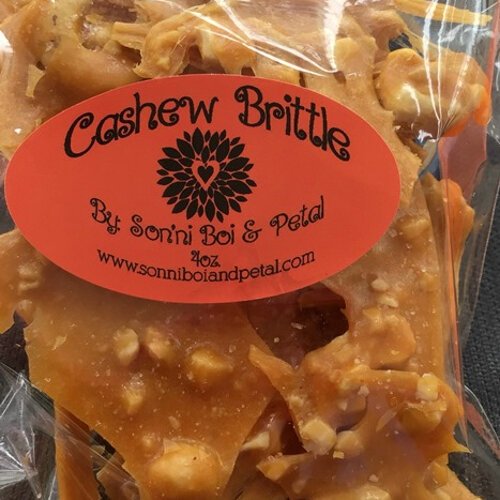 Cashew Brittle
By: Son'ni Boi & Petal
4oz
www.sonniboiandpetal.com